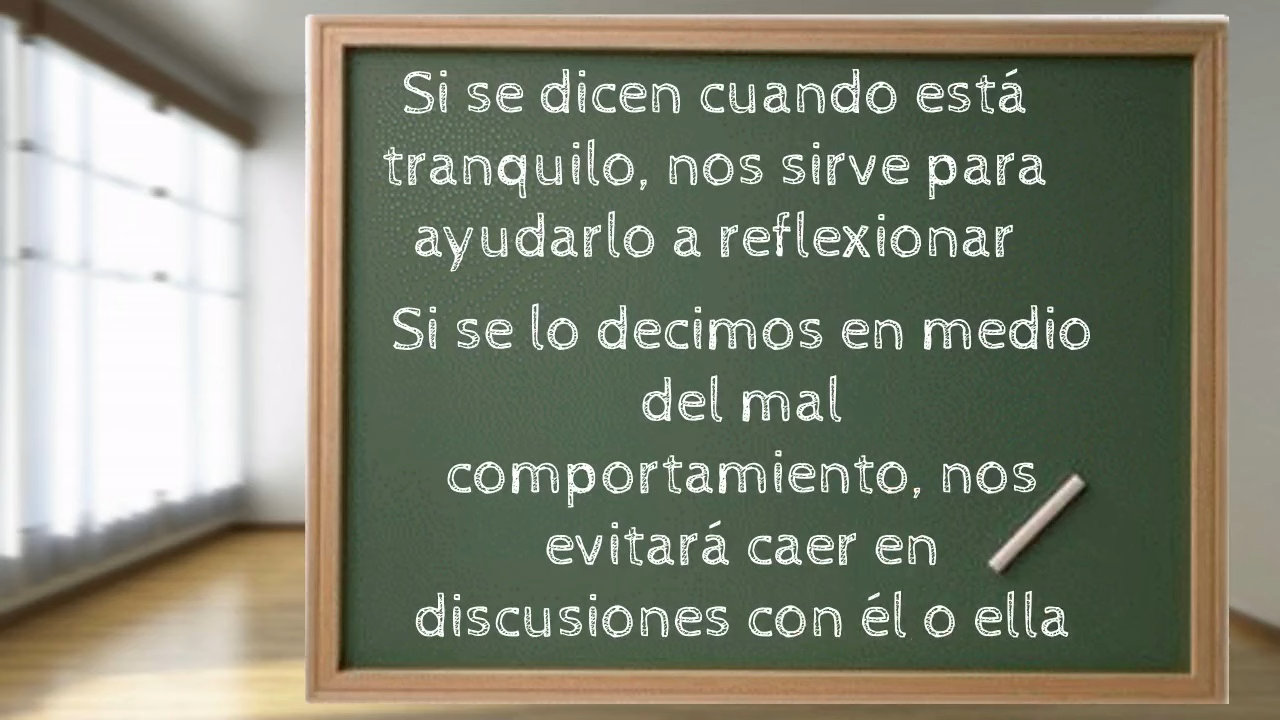 Si se dicen cuando está
tranquilo, nos sirve para
ayudarlo a reflexionar
Si se lo decimos en medio
del mal
comportamiento, nos
evitará caer en
discusiones con él o ella